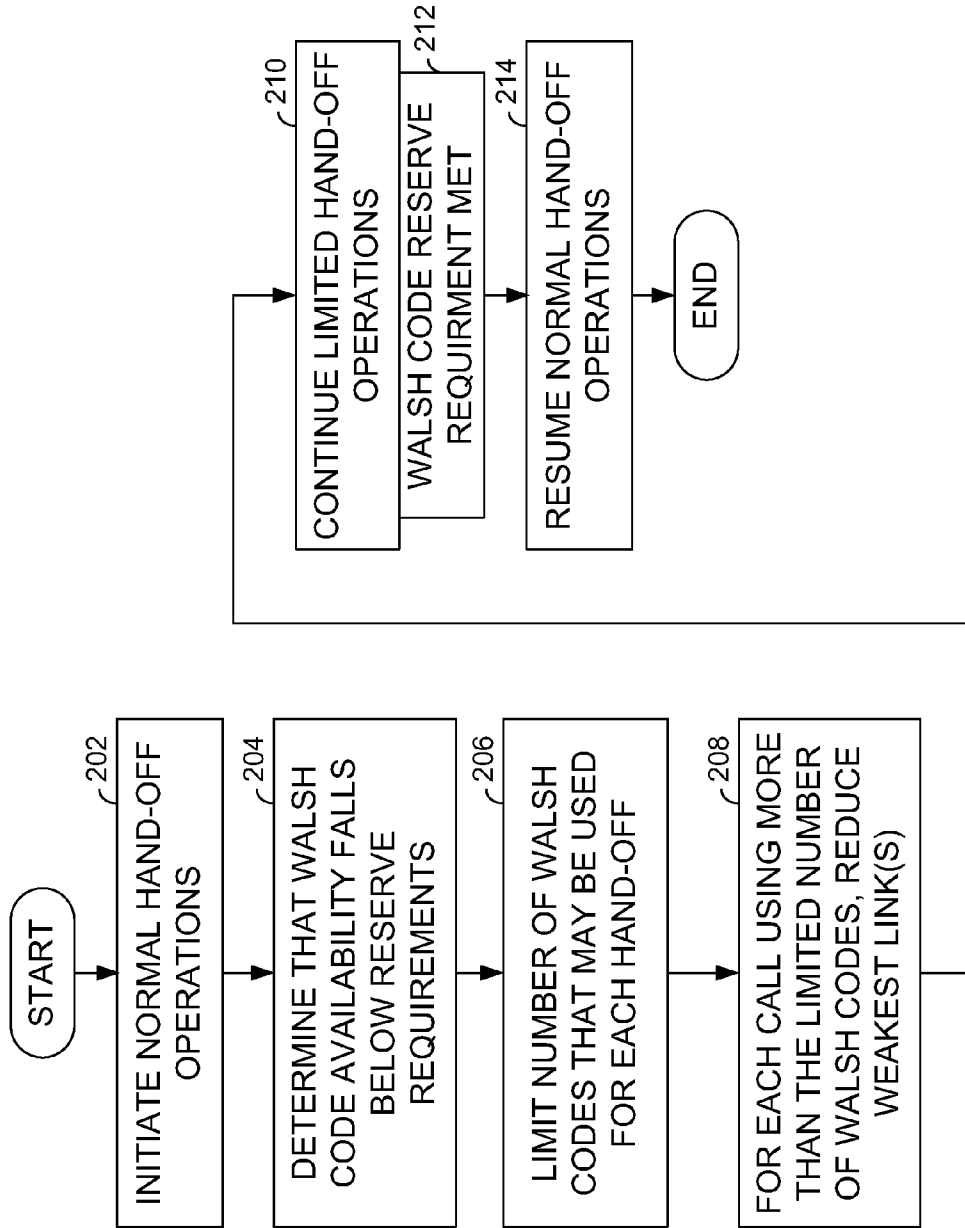 START
202
INITIATE NORMAL HAND-OFF
OPERATIONS
204
DETERMINE THAT WALSH
CODE AVAILABILITY FALLS
BELOW RESERVE
REQUIREMENTS
206
LIMIT NUMBER OF WALSH
CODES THAT MAY BE USED
FOR EACH HAND-OFF
208
FOR EACH CALL USING MORE
THAN THE LIMITED NUMBER
OF WALSH CODES, REDUCE
WEAKEST LINK(S)
210
CONTINUE LIMITED HAND-OFF
OPERATIONS
212
WALSH CODE RESERVE
REQUIRMENT MET
214
RESUME NORMAL HAND-OFF
OPERATIONS
END